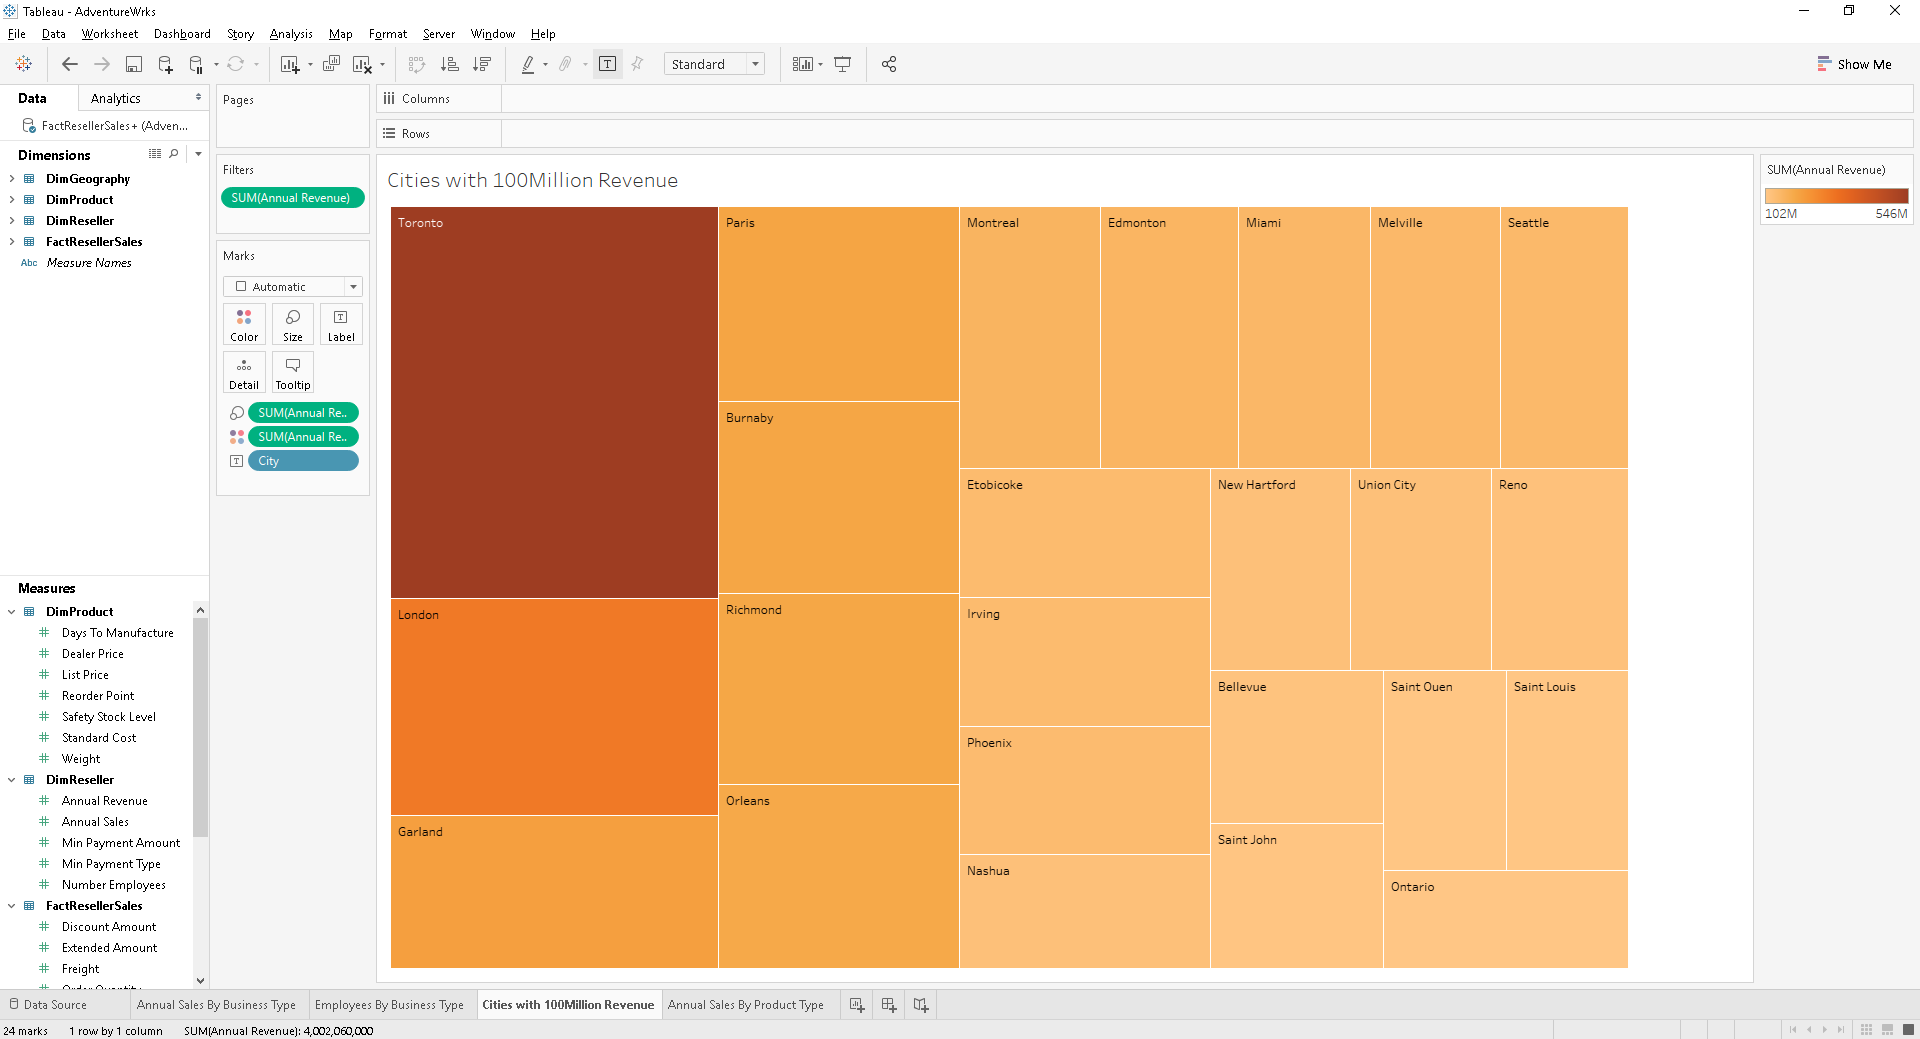 Tableau - AdventureWrks
File Data Worksheet Dashboard Story Analysis Map Format Server Window Help
Standard
Show Me
Data
Analytics
FactResellerSales+ (Adven...
Dimensions
DimGeography
DimProduct
DimReseller
FactResellerSales
Abc Measure Names
Measures
DimProduct
Days To Manufacture
Dealer Price
List Price
Reorder Point
Safety Stock Level
Standard Cost
Weight
DimReseller
Annual Revenue
Annual Sales
Min Payment Amount
Min Payment Type
Number Employees
FactResellerSales
Discount Amount
Extended Amount
Freight
Order Quantity
Pages
Filters
SUM(Annual Revenue)
Marks
Automatic
Color Size Label
Detail Tooltip
SUM(Annual Re..
SUM(Annual Re..
City
Columns
Rows
Cities with 100Million Revenue
Toronto
London
Garland
Paris
Burnaby
Richmond
Orleans
Montreal
Edmonton
Miami
Melville
Seattle
Etobicoke
Irving
Phoenix
Nashua
New Hartford
Union City
Reno
Bellevue
Saint John
Saint Ouen
Saint Louis
Ontario
SUM(Annual Revenue)
102M 546M
Data Source
Annual Sales By Business Type
Employees By Business Type
Cities with 100Million Revenue
Annual Sales By Product Type
24 marks 1 row by 1 column SUM(Annual Revenue): 4,002,060,000